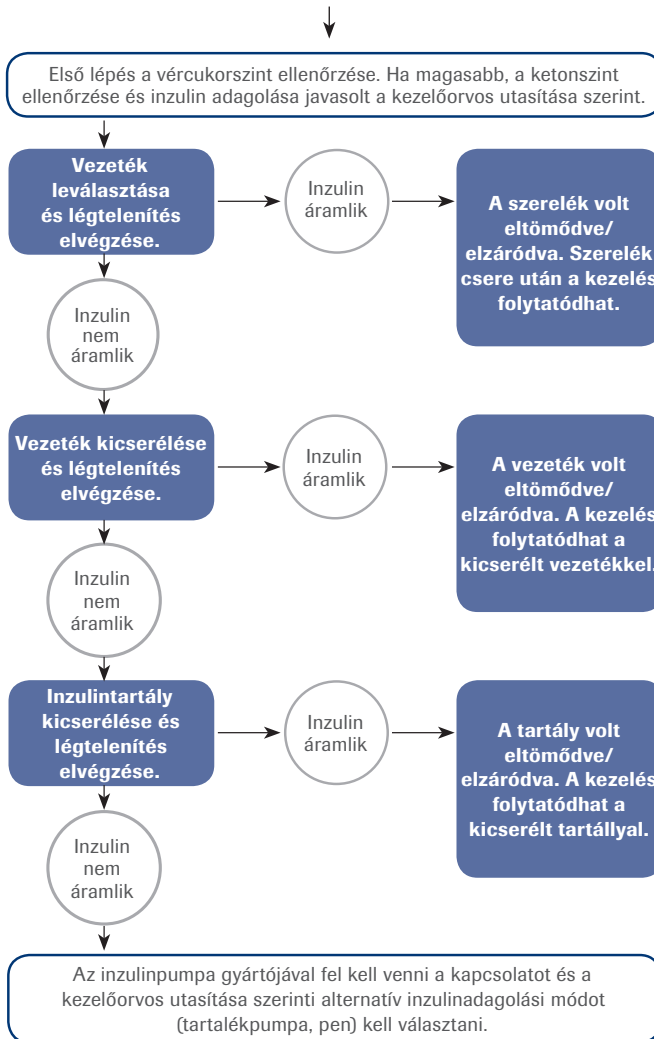 Első lépés a vércukorszint ellenőrzése. Ha magasabb, a ketonszint
ellenőrzése és inzulin adagolása javasolt a kezelőorvos utasítása szerint.
Vezeték
leválasztása
és légtelenítés
elvégzése.
Inzulin
áramlik
A szerelék volt
eltömődve/
elzáródva. Szerelék
csere után a kezelés
folytatódhat.
Inzulin
nem
áramlik
Vezeték kicserélése
és légtelenítés
elvégzése.
Inzulin
áramlik
A vezeték volt
eltömődve/
elzáródva. A kezelés
folytatódhat a
kicserélt vezetékkel.
Inzulin
nem
áramlik
Inzulintartály
kicserélése és
légtelenítés
elvégzése.
Inzulin
áramlik
A tartály volt
eltömődve/
elzáródva. A kezelés
folytatódhat a
kicserélt tartállyal.
Inzulin
nem
áramlik
Az inzulinpumpa gyártójával fel kell venni a kapcsolatot és a
kezelőorvos utasítása szerinti alternatív inzulinadagolási módot
(tartalékpumpa, pen) kell választani.